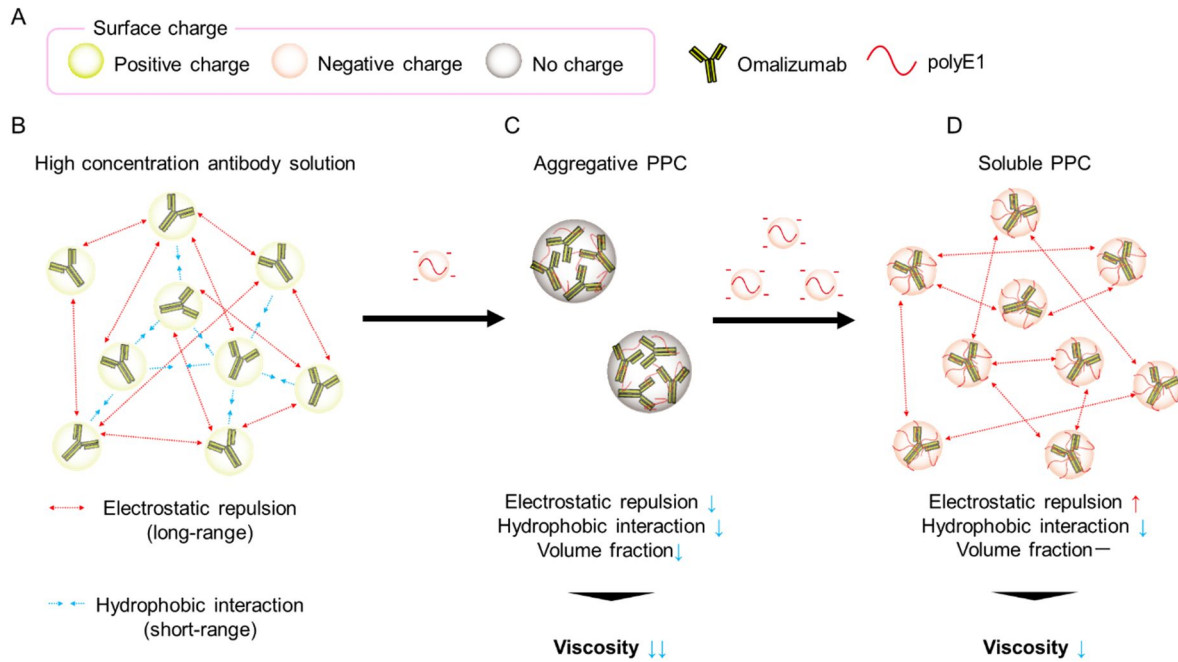 A
Surface charge
Positive charge
Negative charge
No charge
Omalizumab
polyE1
B
C
D
High concentration antibody solution
Aggregative PPC
Soluble PPC
Electrostatic repulsion
(long-range)
Hydrophobic interaction
(short-range)
Electrostatic repulsion ↓
Hydrophobic interaction ↓
Volume fraction↓
Viscosity ↓↓
Electrostatic repulsion ↑
Hydrophobic interaction ↓
Volume fraction—
Viscosity ↓